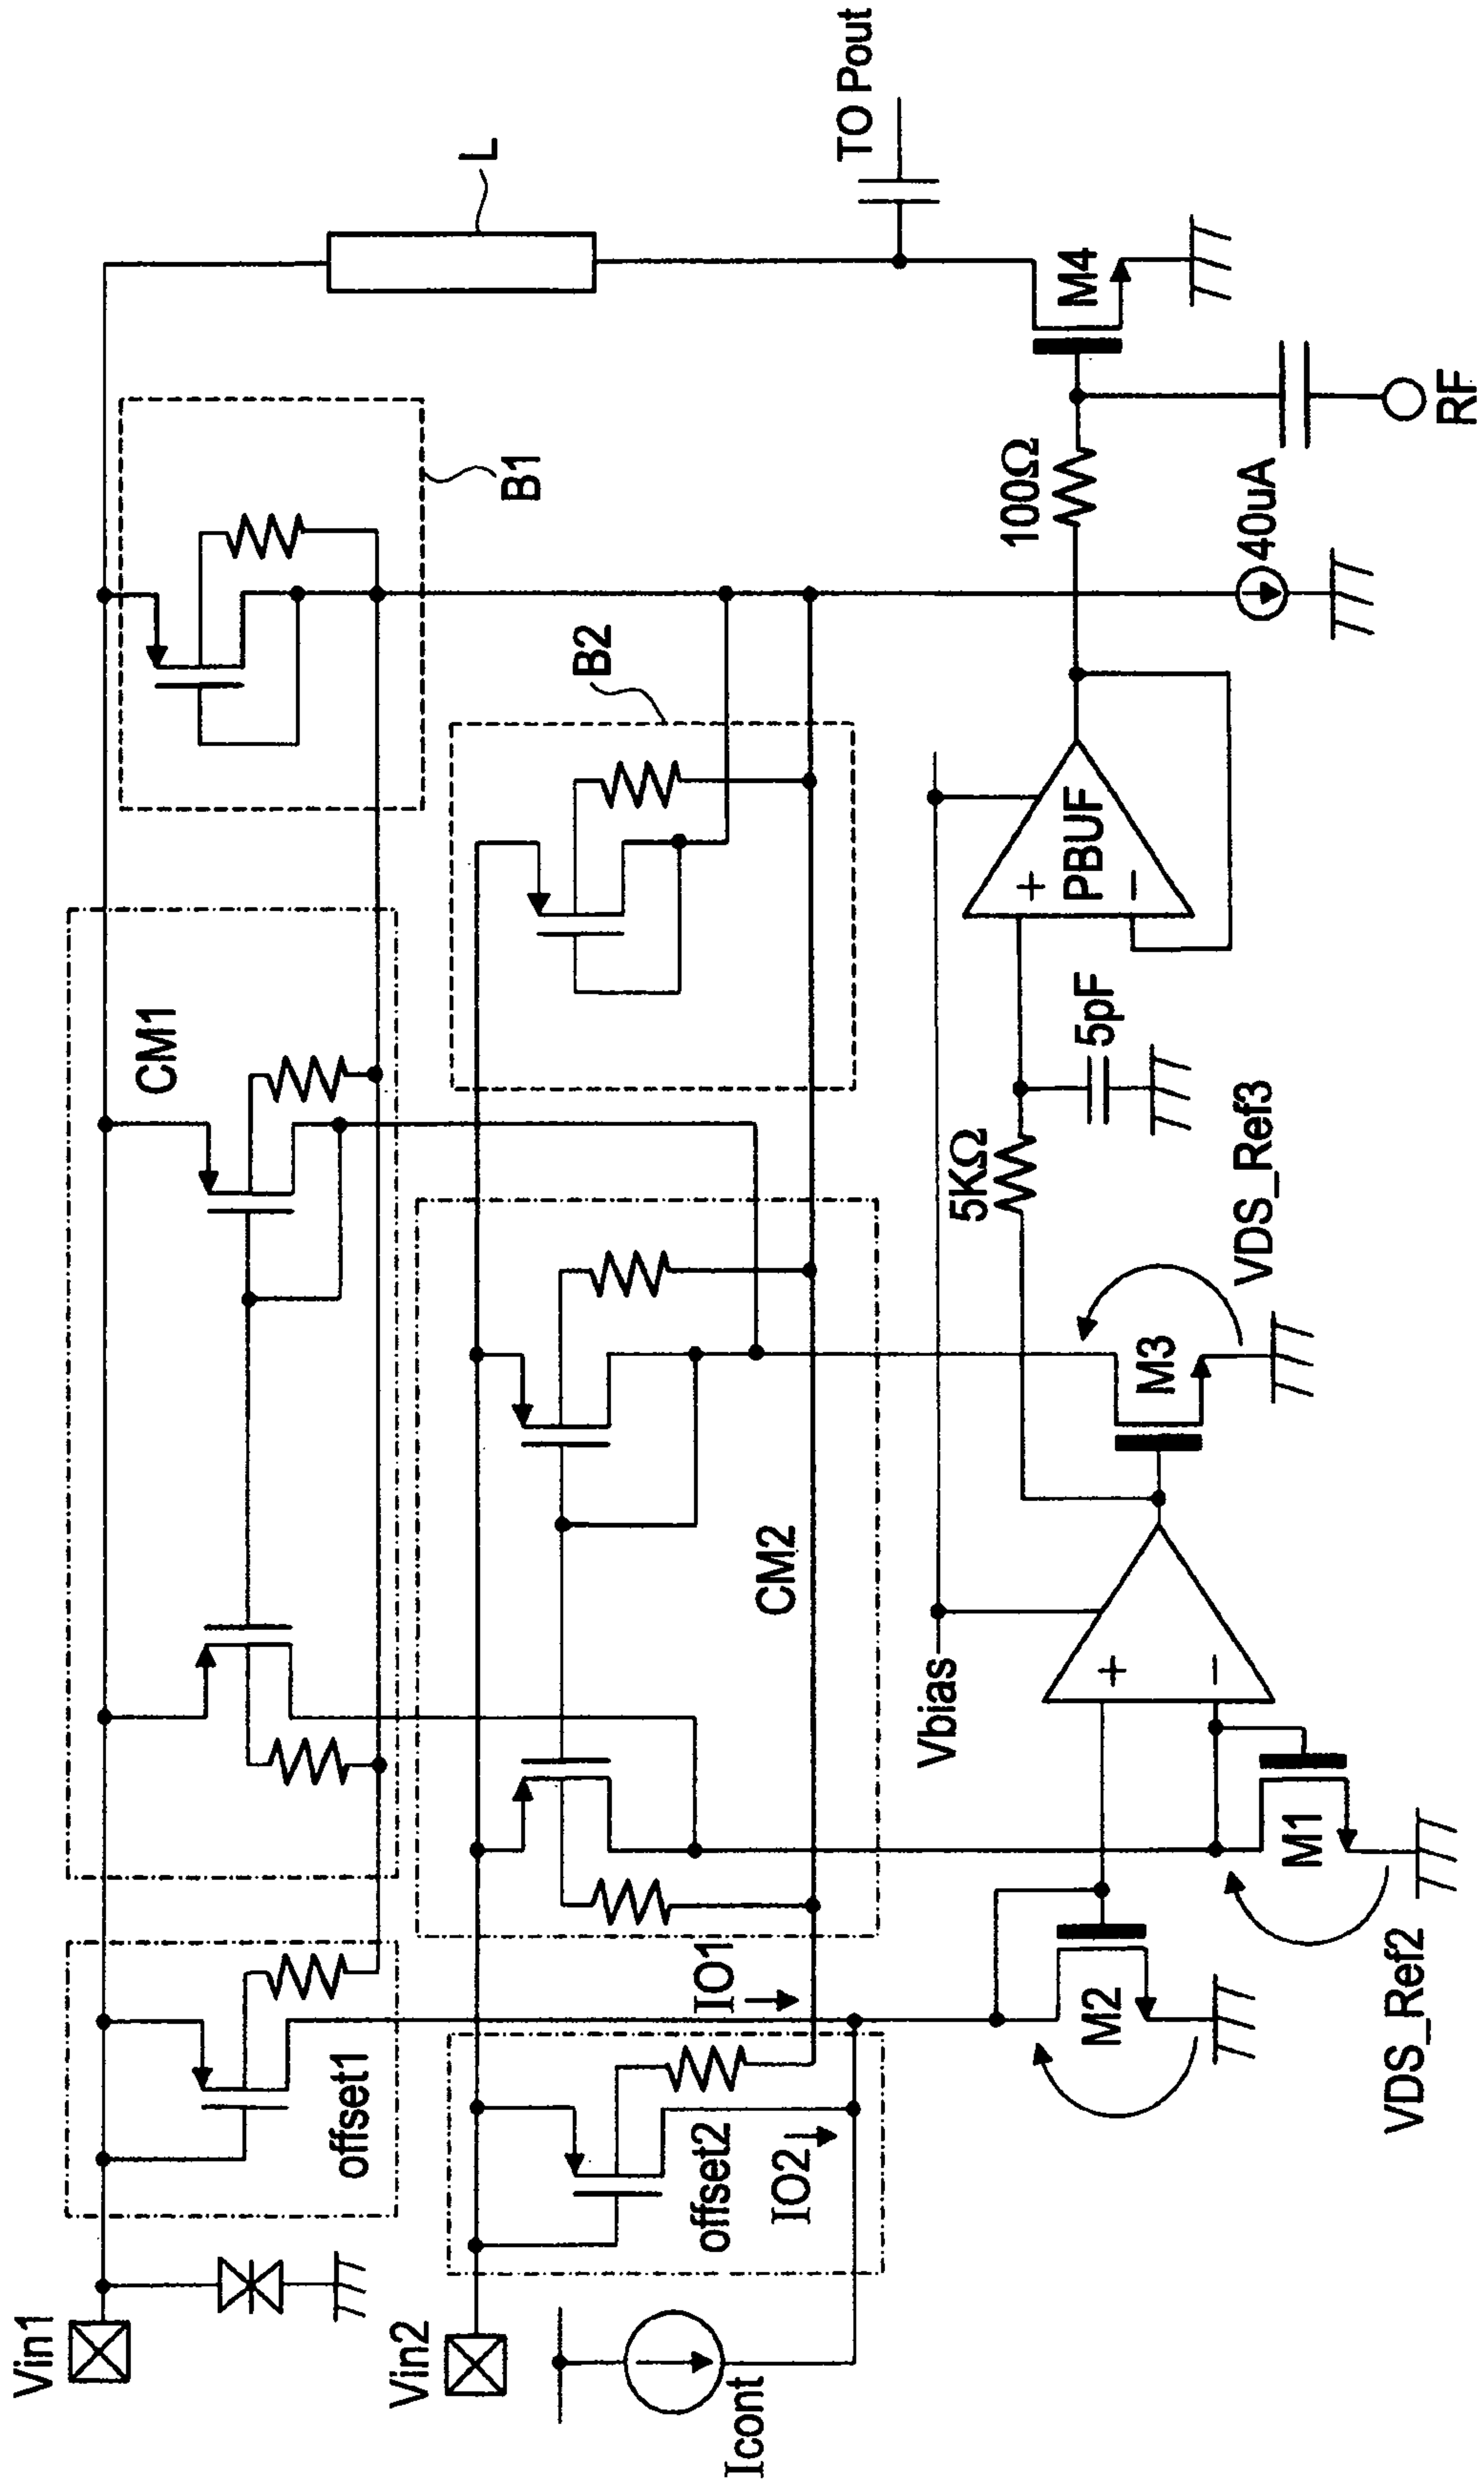 Vin1
offset1
CM1
B1
L
Vin2
offset2
IO2
IO1
CM2
B2
TO Pout
Icont
Vbias
5KΩ
5pF
+
PBUF
−
100Ω
40uA
M4
RF
M2
+
−
M1
M3
VDS_Ref3
VDS_Ref2